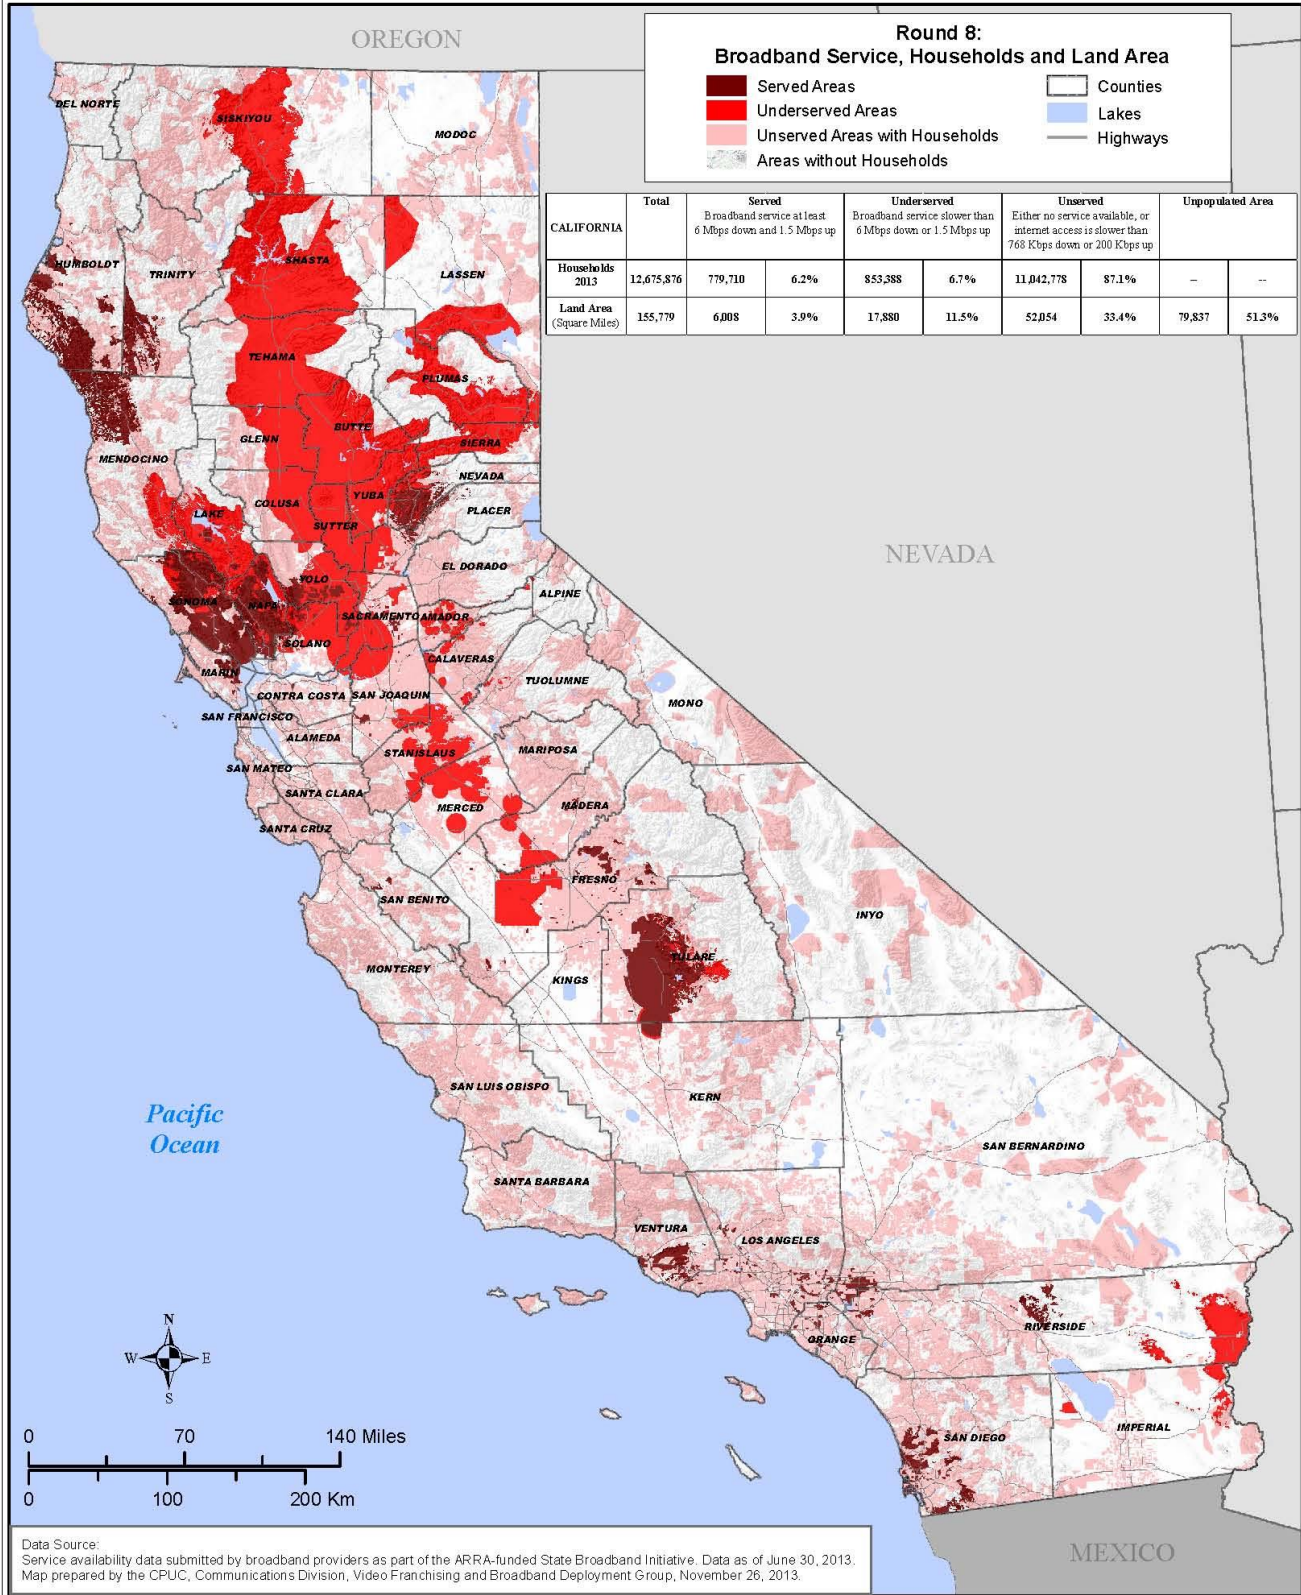 Round 8:
Broadband Service, Households and Land Area
Served Areas
Underserved Areas
Unserved Areas with Households
Areas without Households
Counties
Lakes
Highways
CALIFORNIA
Total
Served
Broadband service at least
6 Mbps down and 1.5 Mbps up
Underserved
Broadband service slower than
6 Mbps down or 1.5 Mbps up
Unserved
Either no service available, or
internet access is slower than
768 Kbps down or 200 Kbps up
Unpopulated Area
Households
2013
12,675,876
779,710
6.2%
853,388
6.7%
11,042,778
87.1%
--
--
Land Area
(Square Miles)
155,779
6,008
3.9%
17,880
11.5%
52,054
33.4%
79,837
51.3%
OREGON
NEVADA
MEXICO
Pacific
Ocean
DEL NORTE
SISKIYOU
MODOC
HUMBOLDT
TRINITY
SHASTA
LASSEN
TEHAMA
PLUMAS
GLENN
BUTTE
SIERRA
MENDOCINO
NEVADA
COLUSA
YUBA
PLACER
LAKE
SUTTER
EL DORADO
YOLO
ALPINE
SONOMA
NAPA
SACRAMENTO
AMADOR
SOLANO
CALAVERAS
MARIN
TUOLUMNE
CONTRA COSTA
SAN JOAQUIN
MONO
SAN FRANCISCO
ALAMEDA
STANISLAUS
MARIPOSA
SAN MATEO
SANTA CLARA
MERCED
MADERA
SANTA CRUZ
FRESNO
SAN BENITO
INYO
TULARE
MONTEREY
KINGS
SAN LUIS OBISPO
KERN
SAN BERNARDINO
SANTA BARBARA
VENTURA
LOS ANGELES
ORANGE
RIVERSIDE
SAN DIEGO
IMPERIAL
N
W
E
S
0 70 140 Miles
0 100 200 Km
Data Source:
Service availability data submitted by broadband providers as part of the ARRA-funded State Broadband Initiative. Data as of June 30, 2013.
Map prepared by the CPUC, Communications Division, Video Franchising and Broadband Deployment Group, November 26, 2013.